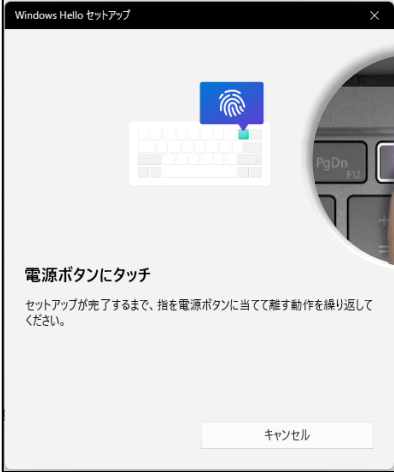 Windows Hello セットアップ
PgDn
F12
電源ボタンにタッチ
セットアップが完了するまで、指を電源ボタンに当てて離す動作を繰り返して
ください。
キャンセル